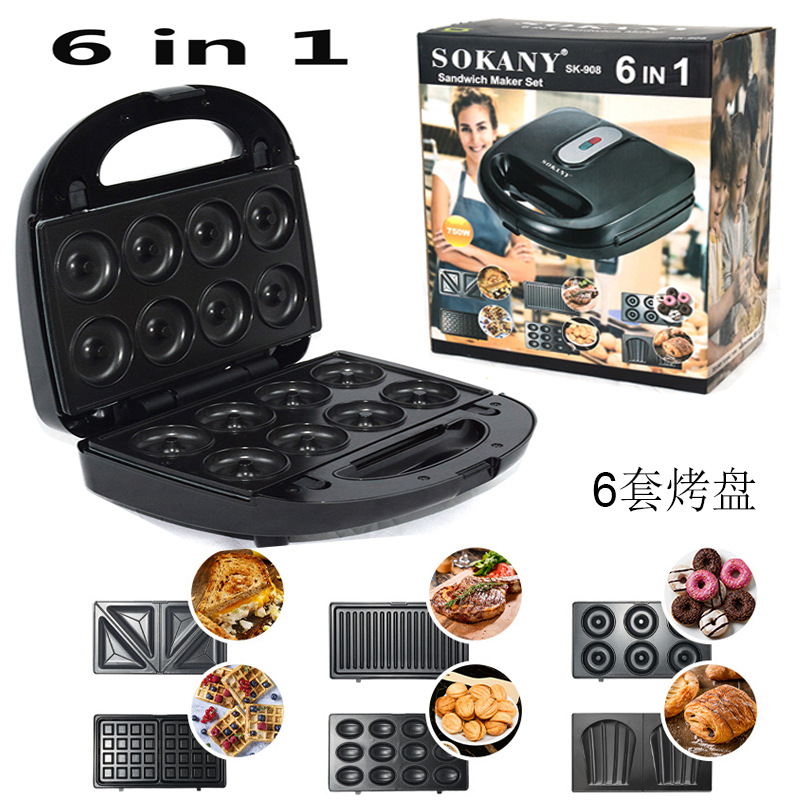 6 in 1
SOKANY®
SK-908
6 IN 1
Sandwich Maker Set
SOKANY
750W
6套烤盘